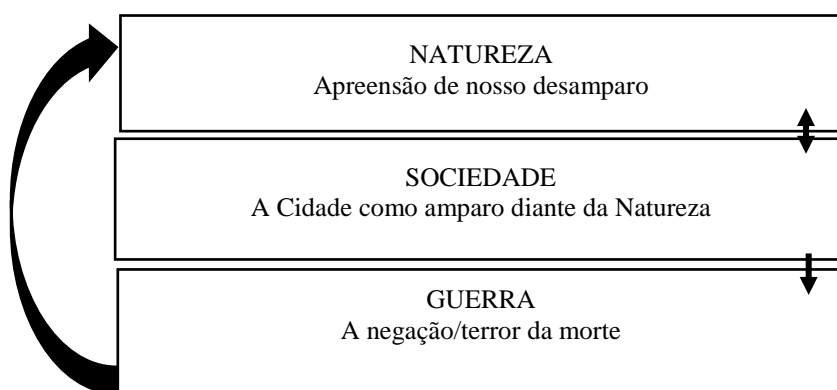 NATUREZA
Apreensão de nosso desamparo
SOCIEDADE
A Cidade como amparo diante da Natureza
GUERRA
A negação/terror da morte